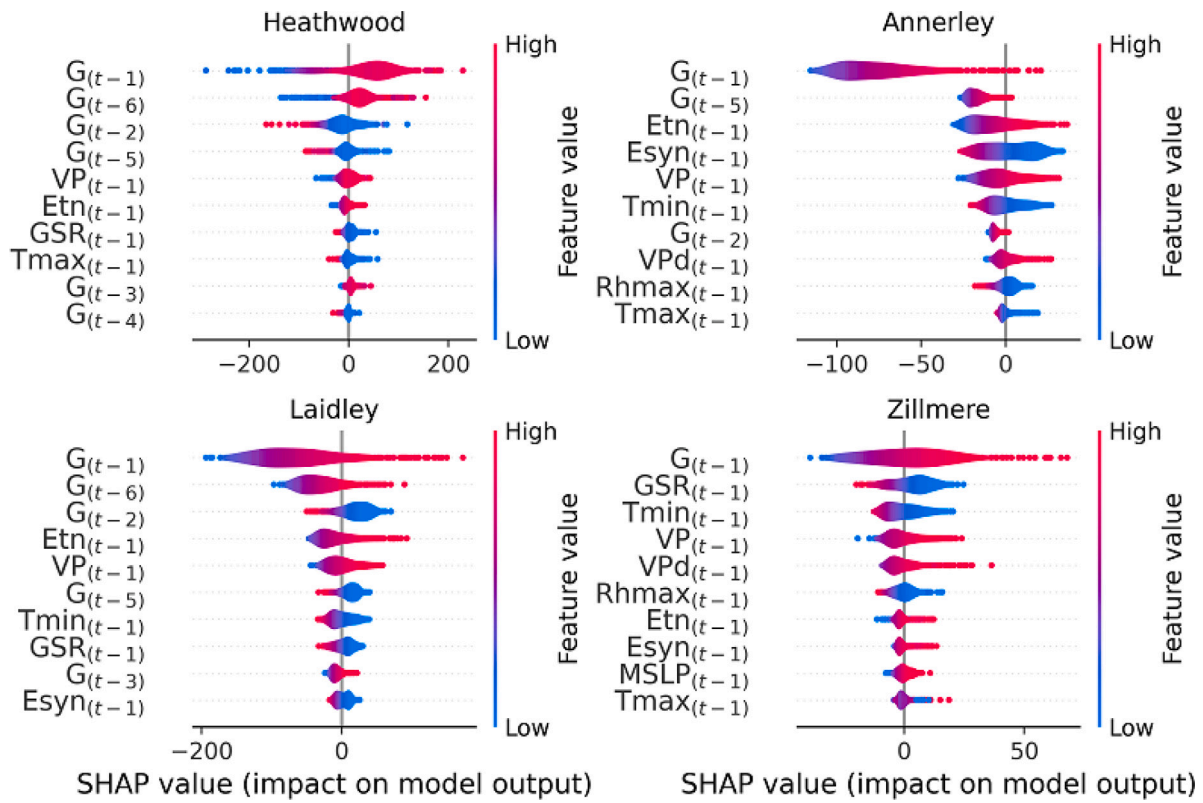 Heathwood
High
G(t−1)
G(t−6)
G(t−2)
G(t−5)
VP(t−1)
Etn(t−1)
GSR(t−1)
Tmax(t−1)
G(t−3)
G(t−4)
Feature value
Low
−200 0 200
Annerley
High
G(t−1)
G(t−5)
Etn(t−1)
Esyn(t−1)
VP(t−1)
Tmin(t−1)
G(t−2)
VPd(t−1)
Rhmax(t−1)
Tmax(t−1)
Feature value
Low
−100 −50 0
Laidley
High
G(t−1)
G(t−6)
G(t−2)
Etn(t−1)
VP(t−1)
G(t−5)
Tmin(t−1)
GSR(t−1)
G(t−3)
Esyn(t−1)
Feature value
Low
−200 0
SHAP value (impact on model output)
Zillmere
High
G(t−1)
GSR(t−1)
Tmin(t−1)
VP(t−1)
VPd(t−1)
Rhmax(t−1)
Etn(t−1)
Esyn(t−1)
MSLP(t−1)
Tmax(t−1)
Feature value
Low
0 50
SHAP value (impact on model output)